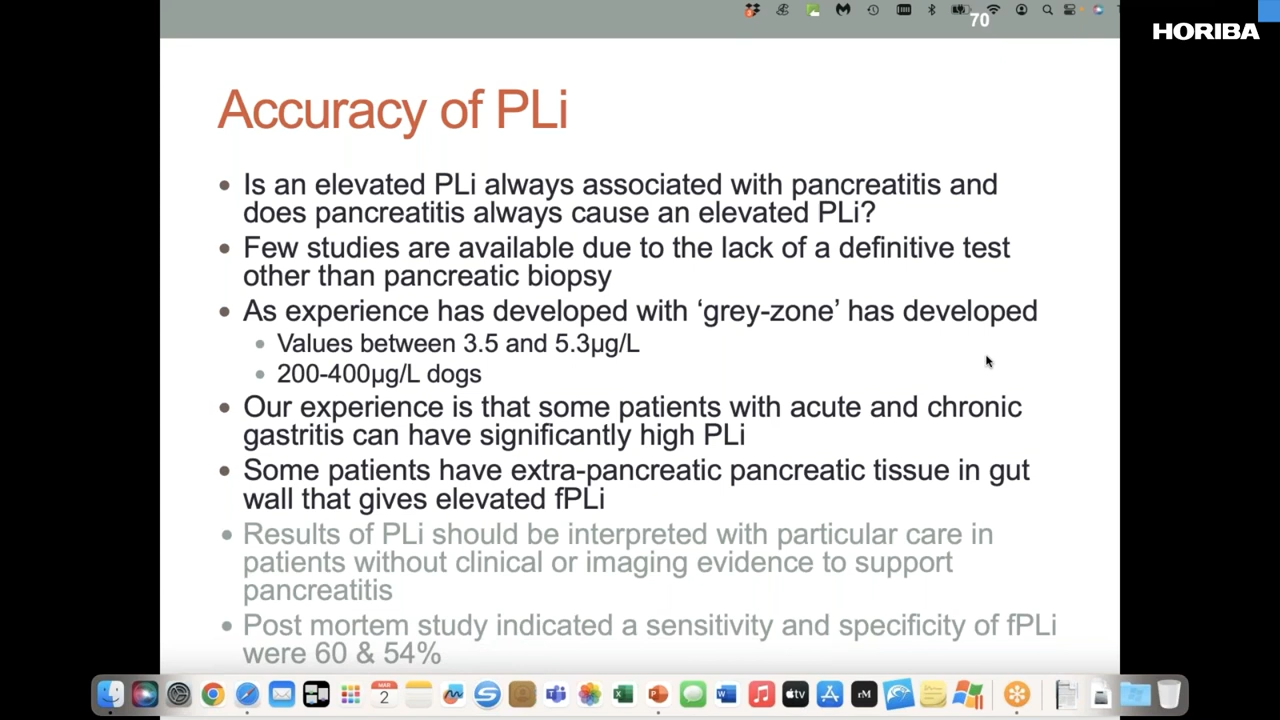 70
HORIBA
Accuracy of PLi
• Is an elevated PLi always associated with pancreatitis and
does pancreatitis always cause an elevated PLi?
• Few studies are available due to the lack of a definitive test
other than pancreatic biopsy
• As experience has developed with ‘grey-zone’ has developed
• Values between 3.5 and 5.3µg/L
• 200-400µg/L dogs
• Our experience is that some patients with acute and chronic
gastritis can have significantly high PLi
• Some patients have extra-pancreatic pancreatic tissue in gut
wall that gives elevated fPLi
• Results of PLi should be interpreted with particular care in
patients without clinical or imaging evidence to support
pancreatitis
• Post mortem study indicated a sensitivity and specificity of fPLi
were 60 & 54%
MAR
2
tv
rM